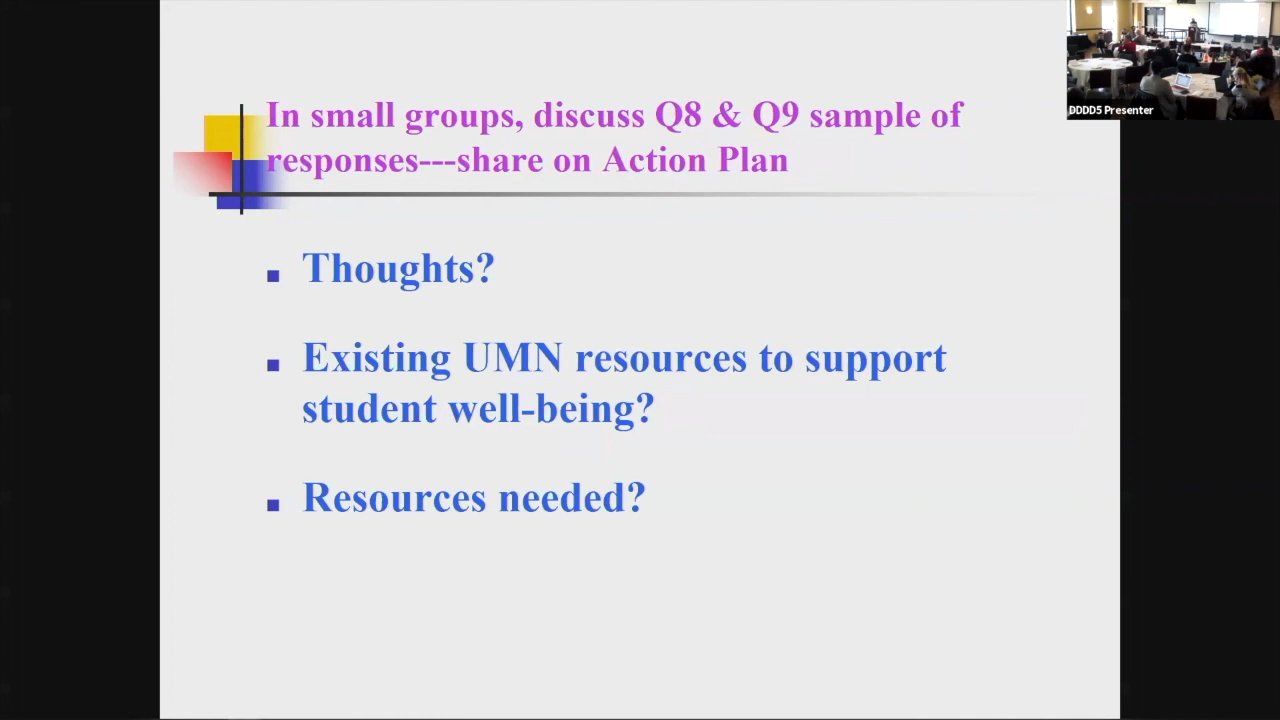 In small groups, discuss Q8 & Q9 sample of
responses---share on Action Plan
Thoughts?
Existing UMN resources to support
student well-being?
Resources needed?
DDDD5 Presenter